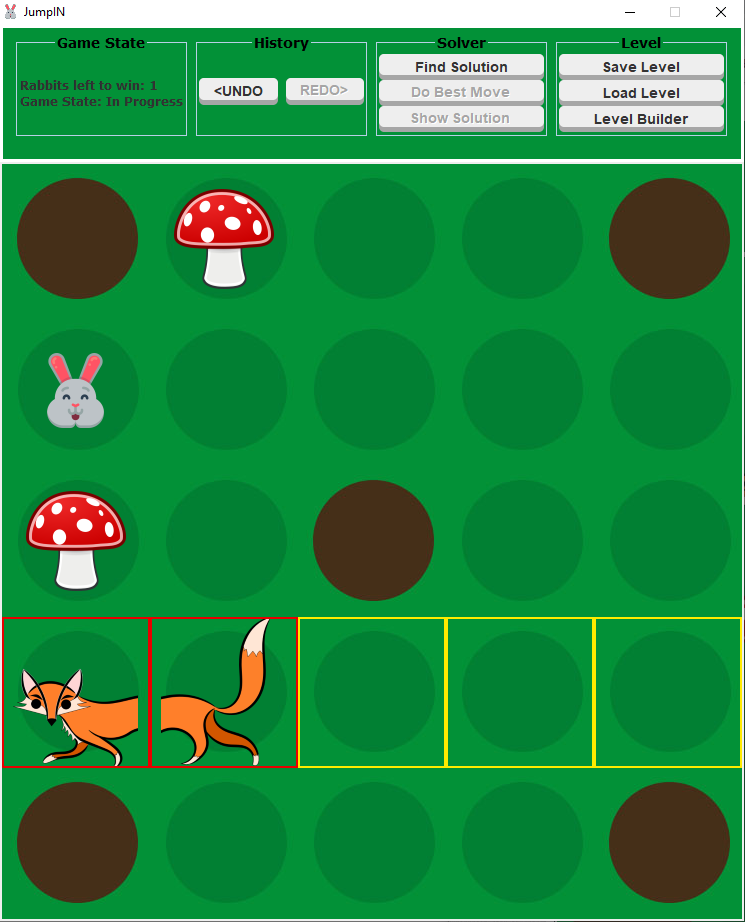 JumpIN
Game State
Rabbits left to win: 1
Game State: In Progress
History
<UNDO
REDO>
Solver
Find Solution
Do Best Move
Show Solution
Level
Save Level
Load Level
Level Builder